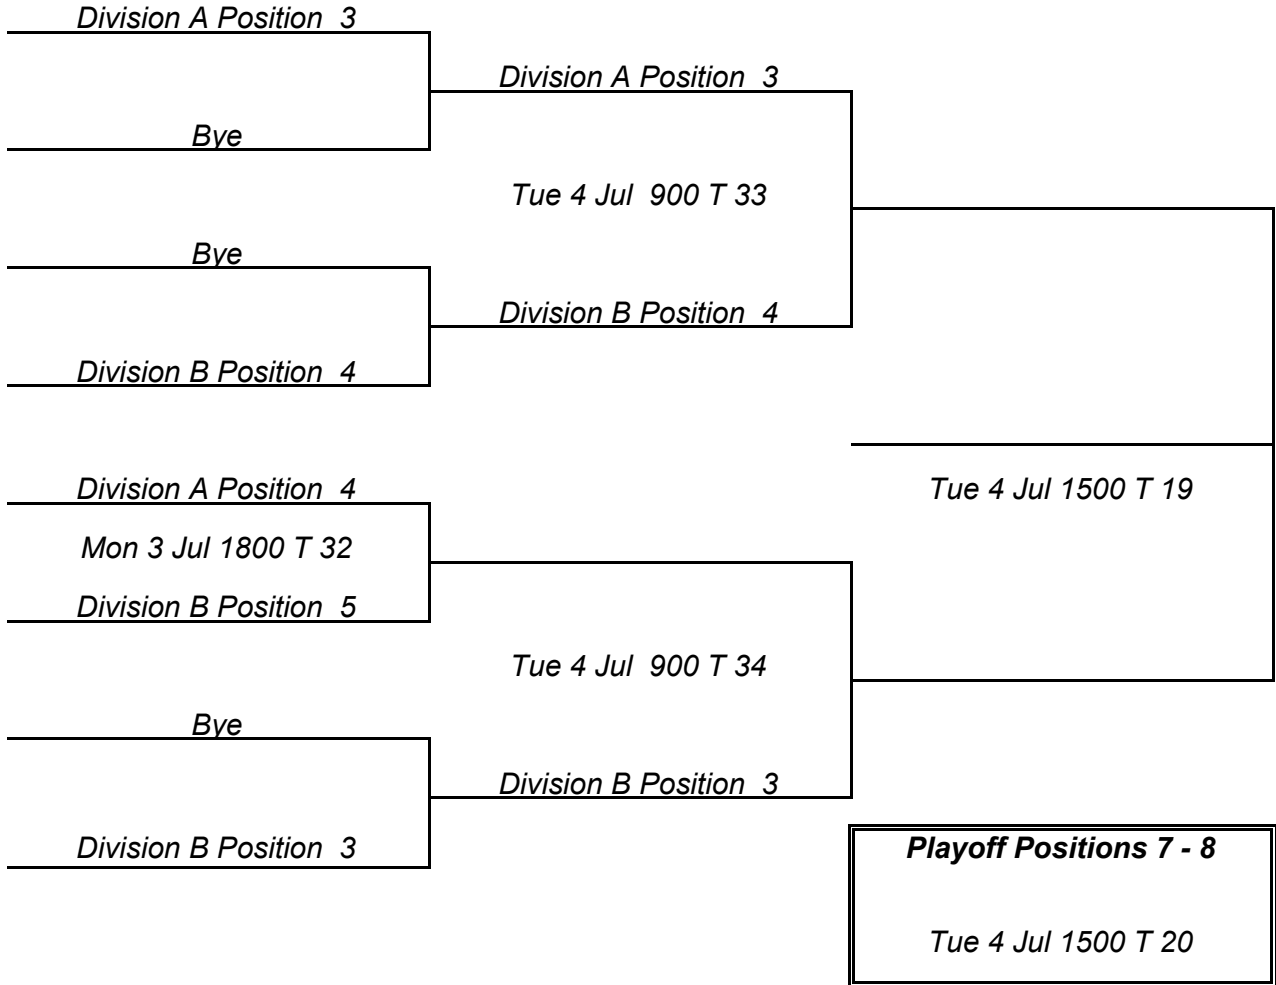 Division A Position 3
Division A Position 3
Bye
Tue 4 Jul 900 T 33
Bye
Division B Position 4
Division B Position 4
Division A Position 4
Tue 4 Jul 1500 T 19
Mon 3 Jul 1800 T 32
Division B Position 5
Tue 4 Jul 900 T 34
Bye
Division B Position 3
Division B Position 3
Playoff Positions 7 - 8
Tue 4 Jul 1500 T 20